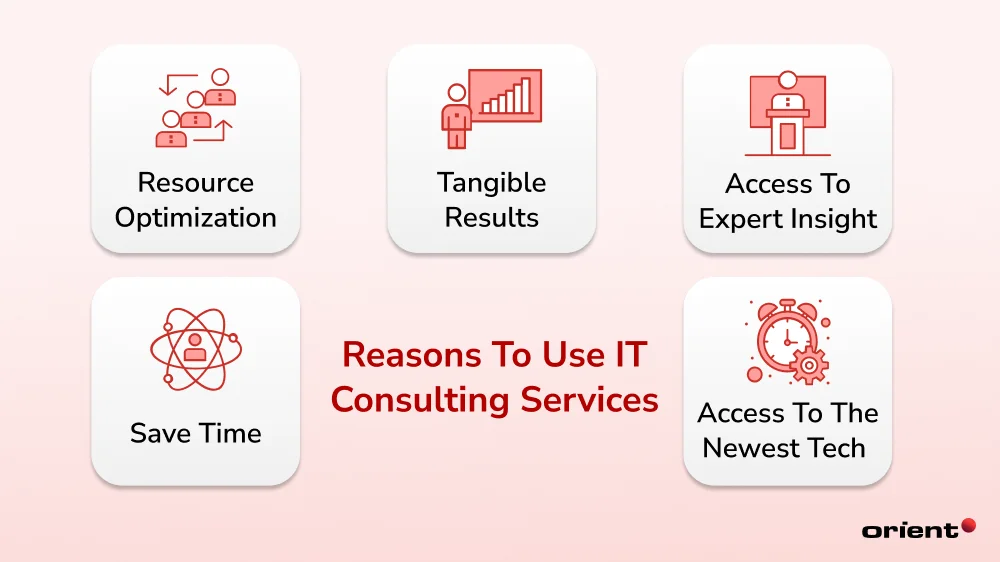 Resource
Optimization
Tangible
Results
Access To
Expert Insight
Save Time
Reasons To Use IT
Consulting Services
Access To The
Newest Tech
orient